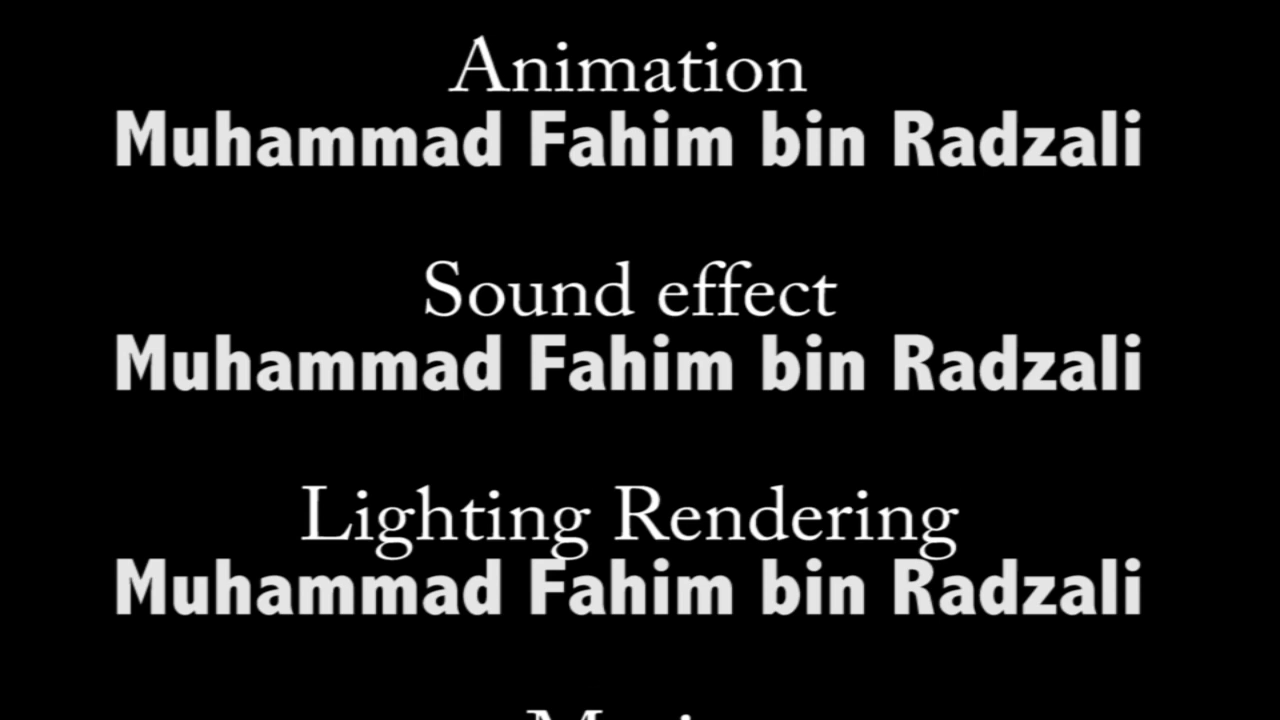 Animation
Muhammad Fahim bin Radzali
Sound effect
Muhammad Fahim bin Radzali
Lighting Rendering
Muhammad Fahim bin Radzali